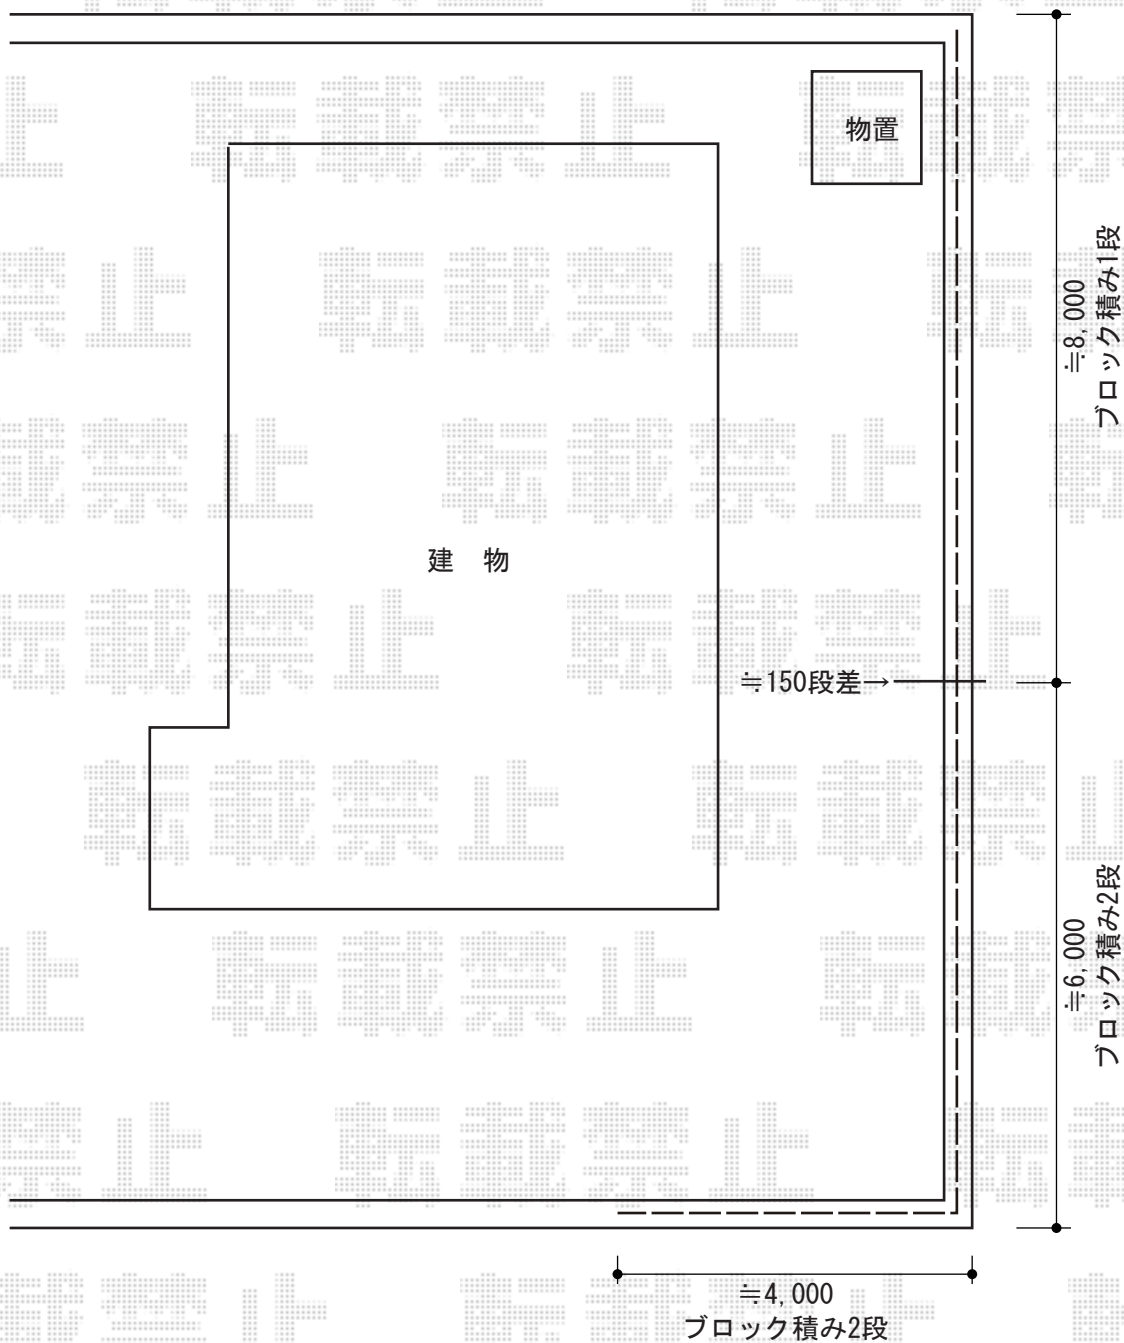 物置
≒8,000
ブロック積み1段
建 物
≒150段差→
≒6,000
ブロック積み2段
≒4,000
ブロック積み2段
転載禁止